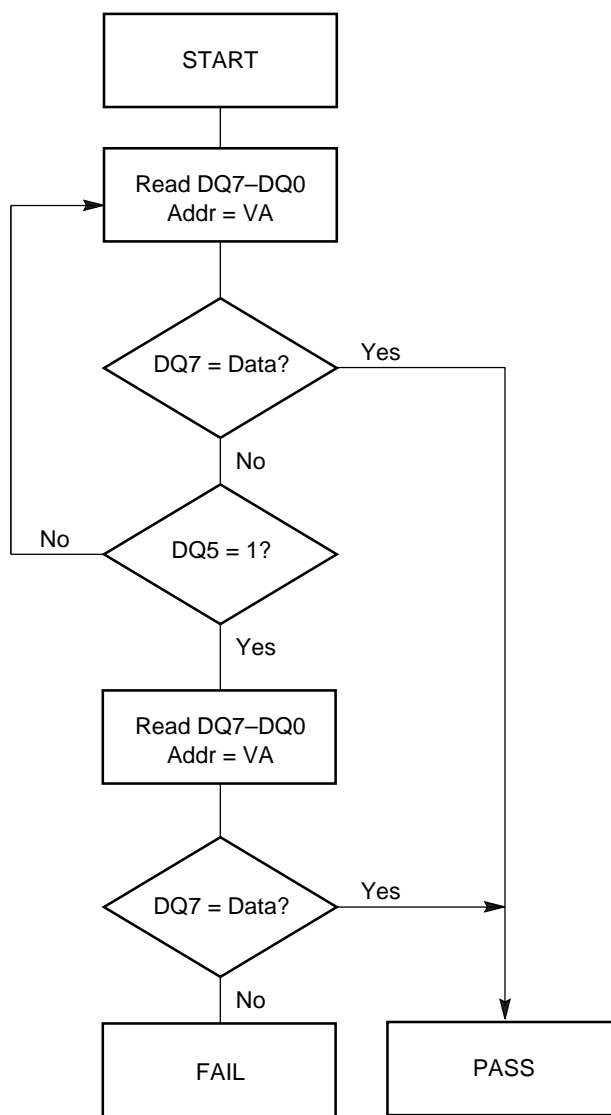 START
Read DQ7–DQ0
Addr = VA
DQ7 = Data?
Yes
No
No
DQ5 = 1?
Yes
Read DQ7–DQ0
Addr = VA
DQ7 = Data?
Yes
No
FAIL
PASS